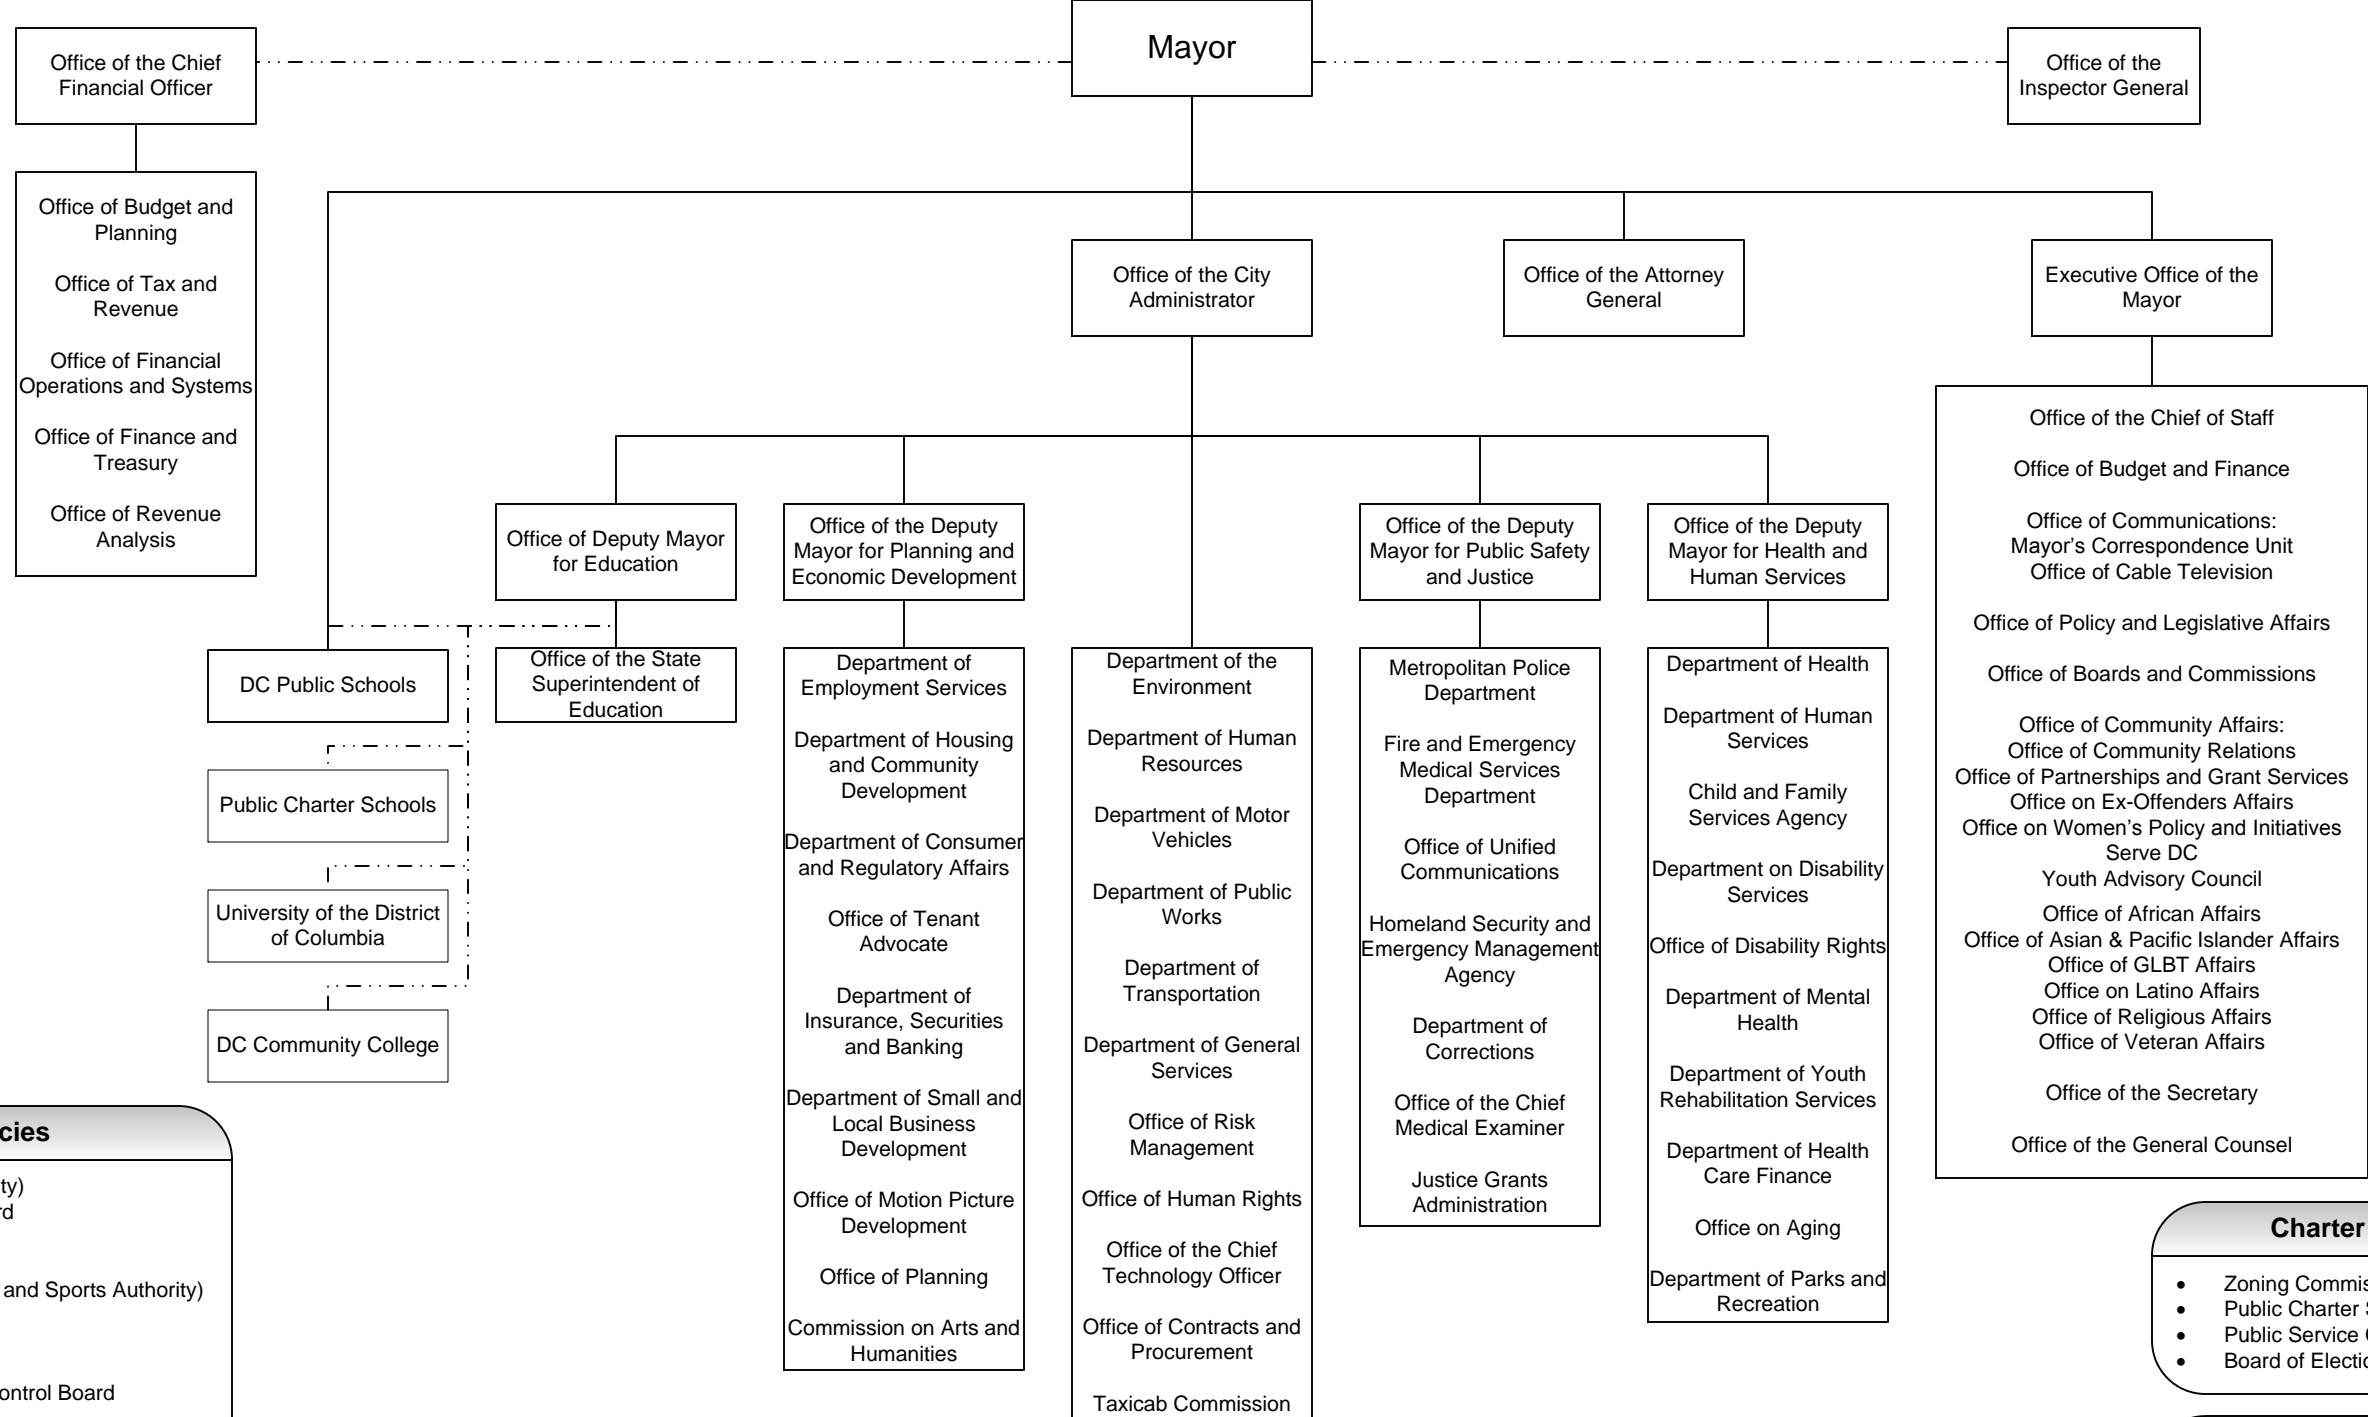 Mayor
Office of the Chief
Financial Officer
Office of the
Inspector General
Office of Budget and
Planning
Office of Tax and
Revenue
Office of Financial
Operations and Systems
Office of Finance and
Treasury
Office of Revenue
Analysis
Office of the City
Administrator
Office of the Attorney
General
Executive Office of the
Mayor
Office of the Chief of Staff
Office of Budget and Finance
Office of Communications:
Mayor’s Correspondence Unit
Office of Cable Television
Office of Policy and Legislative Affairs
Office of Boards and Commissions
Office of Community Affairs:
Office of Community Relations
Office of Partnerships and Grant Services
Office on Ex-Offenders Affairs
Office on Women’s Policy and Initiatives
Serve DC
Youth Advisory Council
Office of African Affairs
Office of Asian & Pacific Islander Affairs
Office of GLBT Affairs
Office on Latino Affairs
Office of Religious Affairs
Office of Veteran Affairs
Office of the Secretary
Office of the General Counsel
Office of Deputy Mayor
for Education
Office of the Deputy
Mayor for Planning and
Economic Development
Office of the Deputy
Mayor for Public Safety
and Justice
Office of the Deputy
Mayor for Health and
Human Services
DC Public Schools
Public Charter Schools
University of the District
of Columbia
DC Community College
Office of the State
Superintendent of
Education
Department of
Employment Services
Department of Housing
and Community
Development
Department of Consumer
and Regulatory Affairs
Office of Tenant
Advocate
Department of
Insurance, Securities
and Banking
Department of Small and
Local Business
Development
Office of Motion Picture
Development
Office of Planning
Commission on Arts and
Humanities
Department of the
Environment
Department of Human
Resources
Department of Motor
Vehicles
Department of Public
Works
Department of
Transportation
Department of General
Services
Office of Risk
Management
Office of Human Rights
Office of the Chief
Technology Officer
Office of Contracts and
Procurement
Taxicab Commission
Metropolitan Police
Department
Fire and Emergency
Medical Services
Department
Office of Unified
Communications
Homeland Security and
Emergency Management
Agency
Department of
Corrections
Office of the Chief
Medical Examiner
Justice Grants
Administration
Department of Health
Department of Human
Services
Child and Family
Services Agency
Department on Disability
Services
Office of Disability Rights
Department of Mental
Health
Department of Youth
Rehabilitation Services
Department of Health
Care Finance
Office on Aging
Department of Parks and
Recreation
cies
ty)
rd
and Sports Authority)
ontrol Board
Charter
• Zoning Commis
• Public Charter S
• Public Service C
• Board of Electio